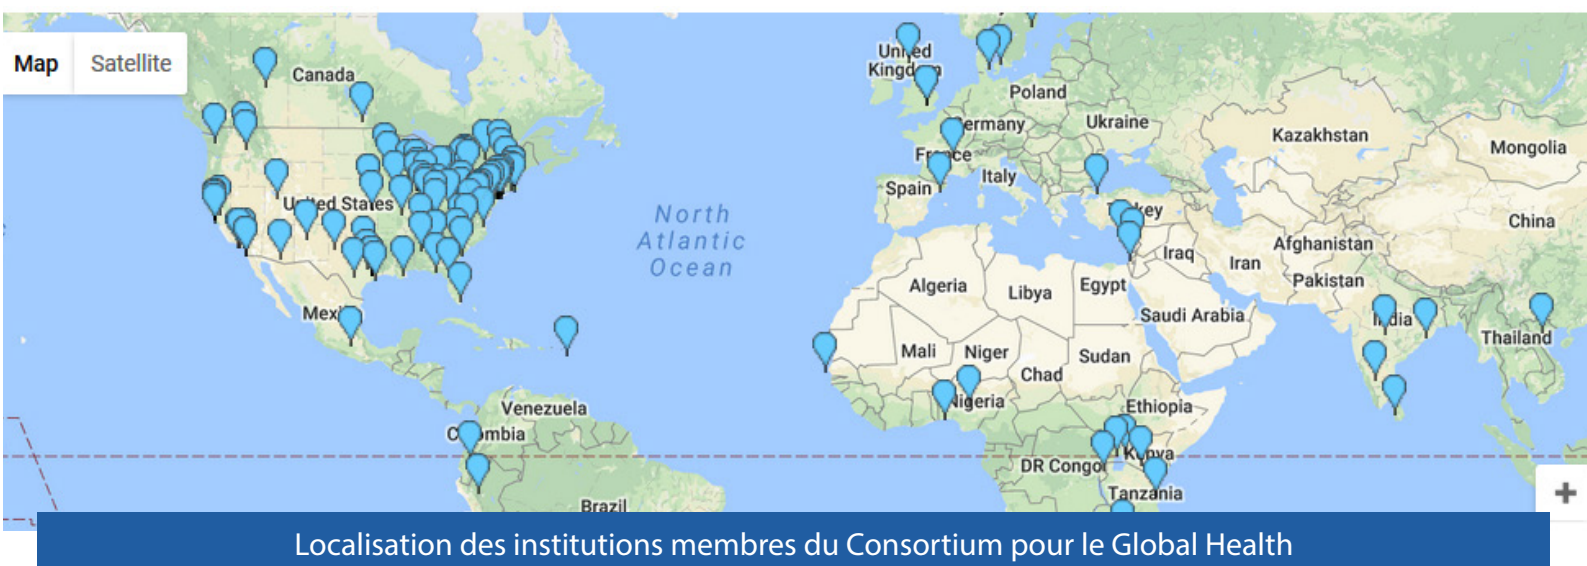 Map Satellite
Canada
United
Kingdom
Poland
Germany
Ukraine
Kazakhstan
Mongolia
France
Spain
Italy
Turkey
United States
China
North
Atlantic
Ocean
Iraq
Iran
Afghanistan
Pakistan
Algeria
Libya
Egypt
Saudi Arabia
Mexico
India
Thailand
Mali
Niger
Chad
Sudan
Nigeria
Ethiopia
Venezuela
Colombia
DR Congo
Kenya
Tanzania
Brazil
+
Localisation des institutions membres du Consortium pour le Global Health